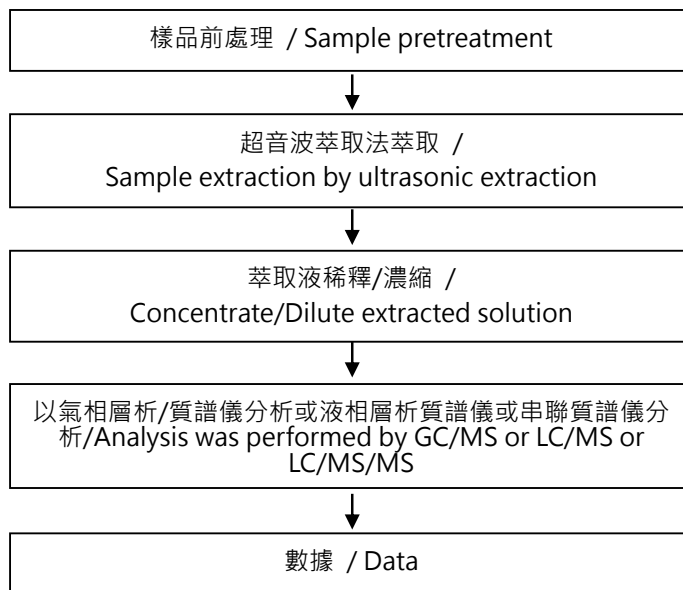 樣品前處理 / Sample pretreatment
超音波萃取法萃取 /
Sample extraction by ultrasonic extraction
萃取液稀釋/濃縮 /
Concentrate/Dilute extracted solution
以氣相層析/質譜儀分析或液相層析質譜儀或串聯質譜儀分
析/Analysis was performed by GC/MS or LC/MS or
LC/MS/MS
數據 / Data